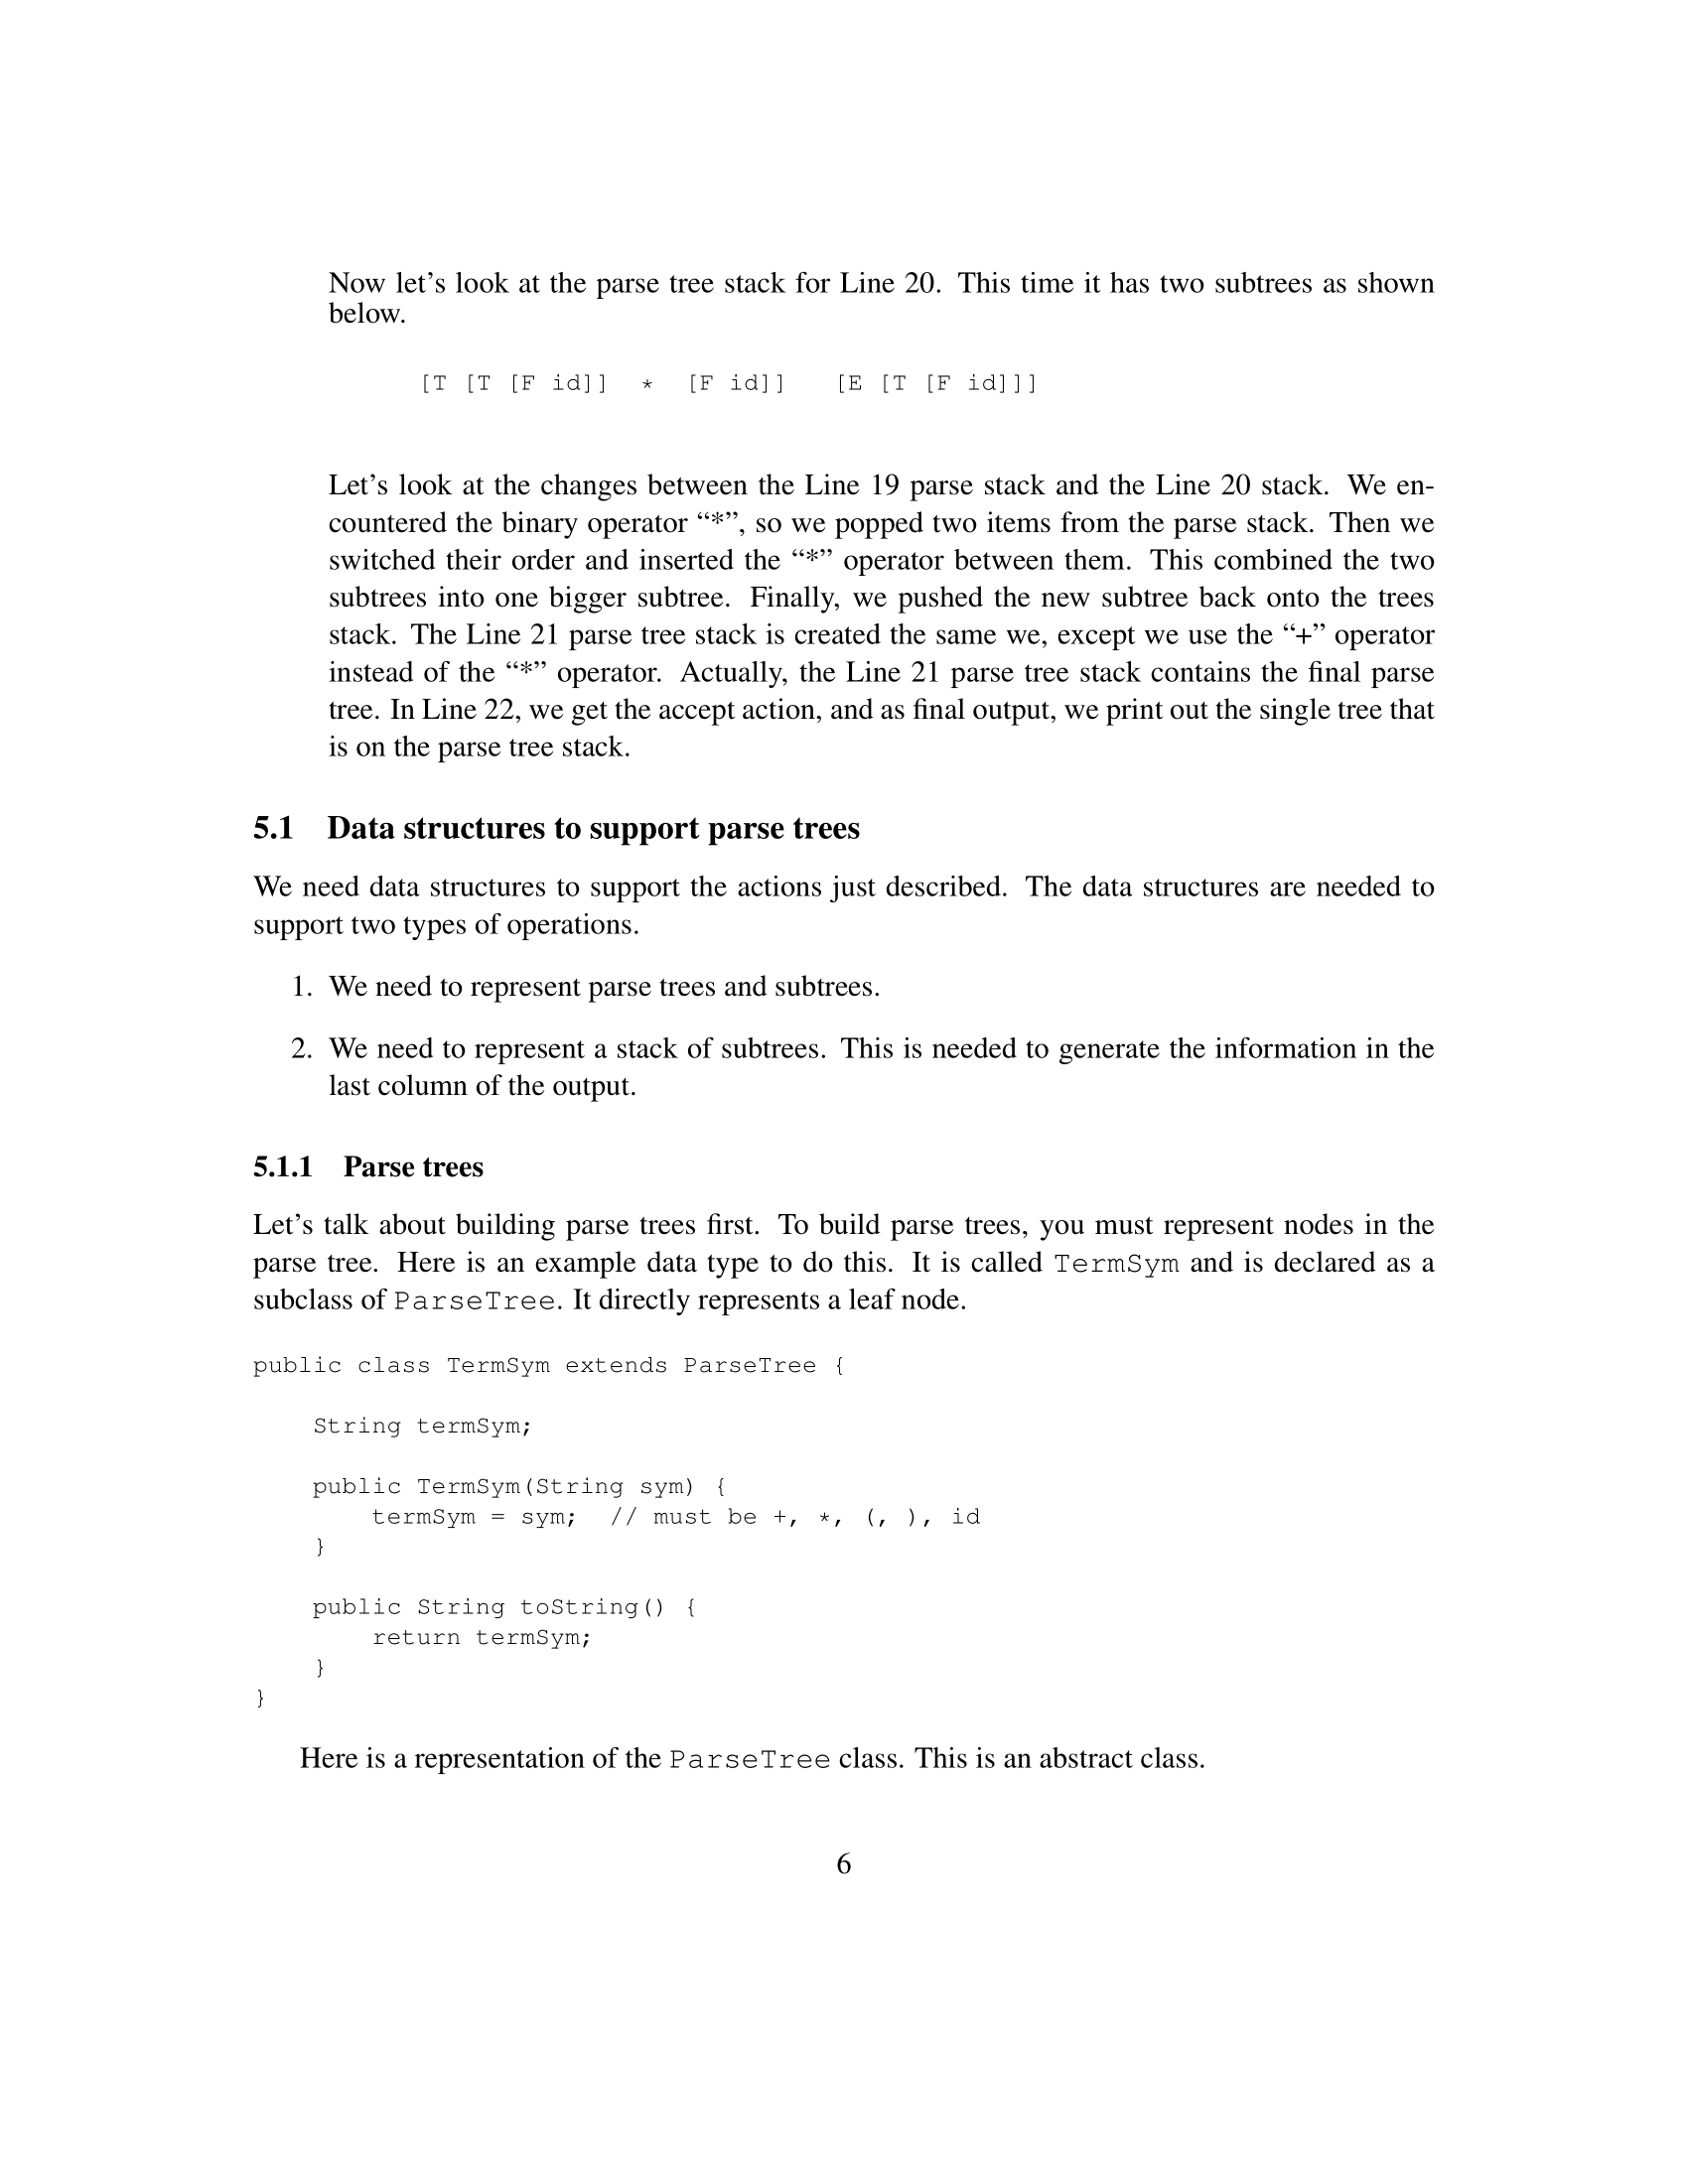 Now let’s look at the parse tree stack for Line 20. This time it has two subtrees as shown
below.
[T [T [F id]]  *  [F id]]   [E [T [F id]]]
Let’s look at the changes between the Line 19 parse stack and the Line 20 stack. We en-
countered the binary operator “*”, so we popped two items from the parse stack. Then we
switched their order and inserted the “*” operator between them. This combined the two
subtrees into one bigger subtree. Finally, we pushed the new subtree back onto the trees
stack. The Line 21 parse tree stack is created the same we, except we use the “+” operator
instead of the “*” operator. Actually, the Line 21 parse tree stack contains the final parse
tree. In Line 22, we get the accept action, and as final output, we print out the single tree that
is on the parse tree stack.
5.1 Data structures to support parse trees
We need data structures to support the actions just described. The data structures are needed to
support two types of operations.
1. We need to represent parse trees and subtrees.
2. We need to represent a stack of subtrees. This is needed to generate the information in the
last column of the output.
5.1.1 Parse trees
Let’s talk about building parse trees first. To build parse trees, you must represent nodes in the
parse tree. Here is an example data type to do this. It is called TermSym and is declared as a
subclass of ParseTree. It directly represents a leaf node.
public class TermSym extends ParseTree {
    String termSym;
    public TermSym(String sym) {
        termSym = sym;  // must be +, *, (, ), id
    }
    public String toString() {
        return termSym;
    }
}
Here is a representation of the ParseTree class. This is an abstract class.
6